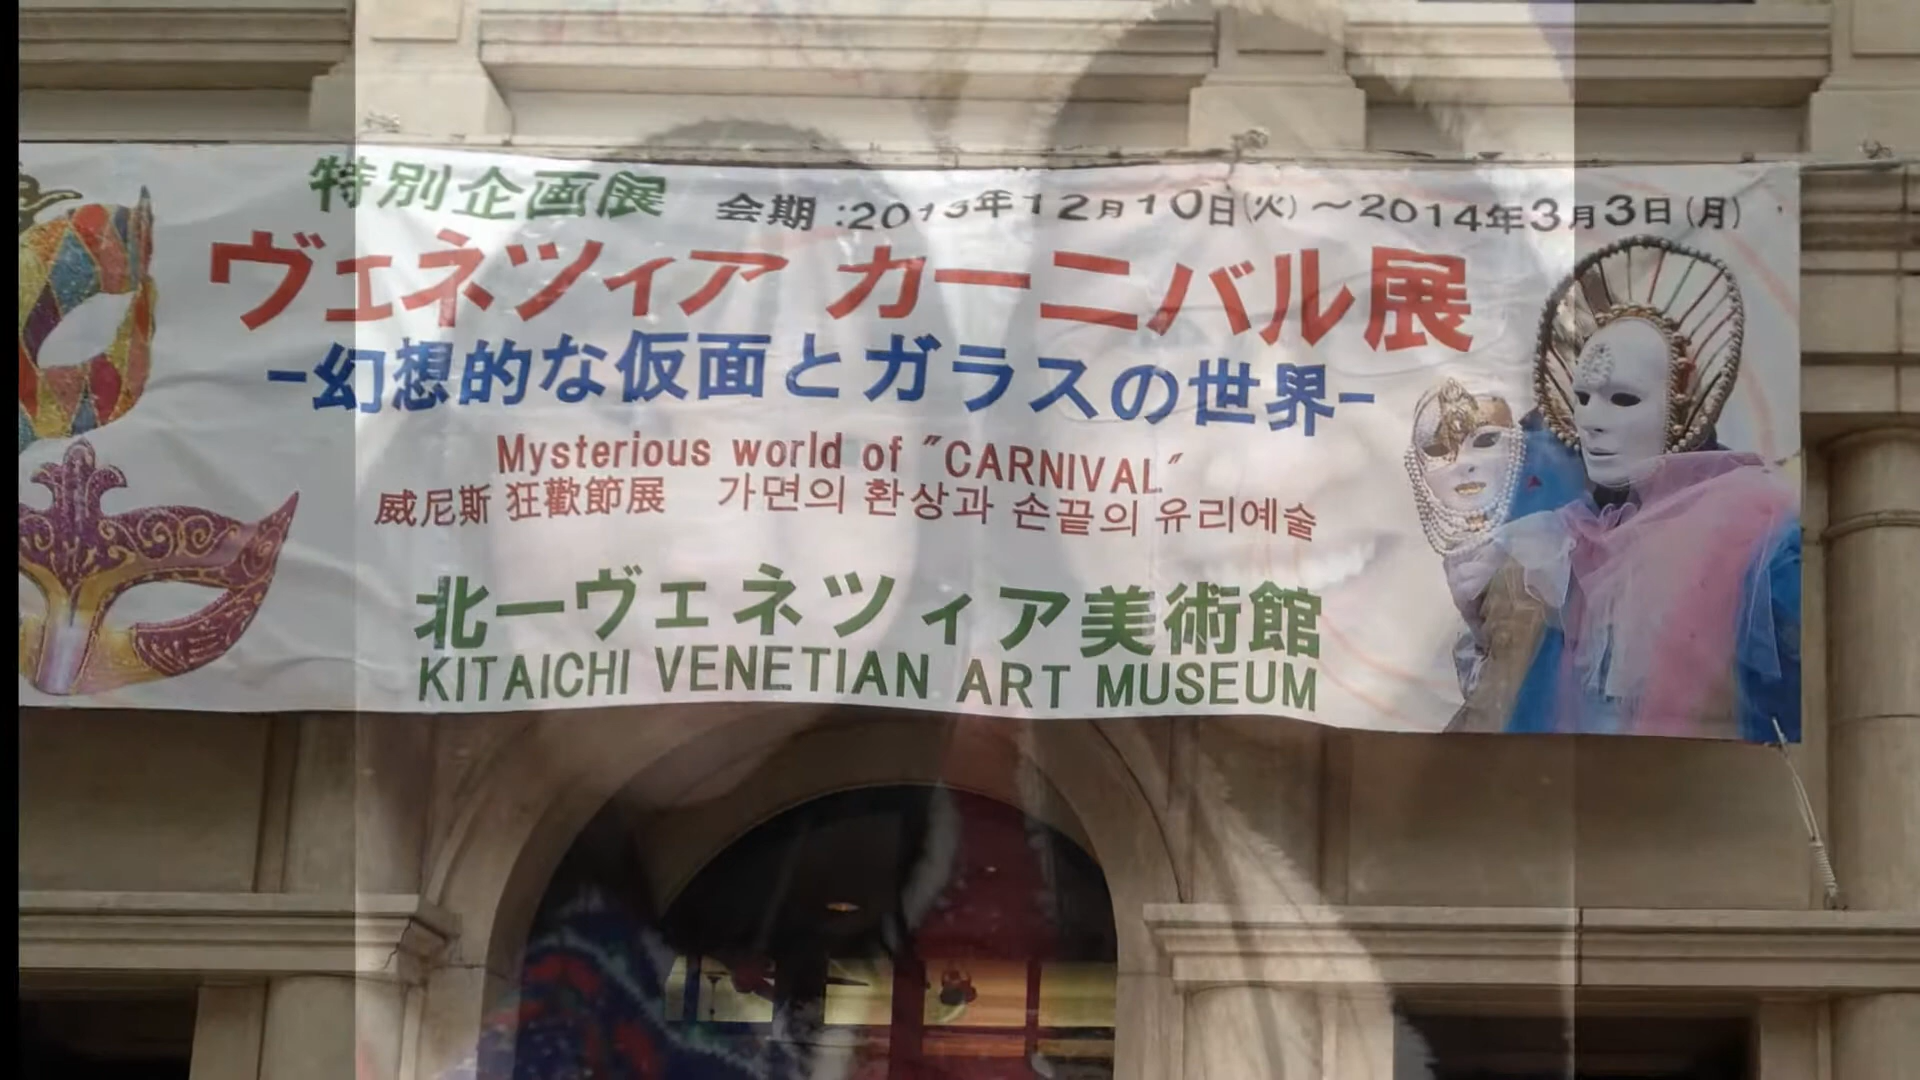 特別企画展
会期:2013年12月10日(火)～2014年3月3日(月)
ヴェネツィア カーニバル展
-幻想的な仮面とガラスの世界-
Mysterious world of "CARNIVAL"
威尼斯 狂歡節展 가면의 환상과 손끝의 유리예술
北一ヴェネツィア美術館
KITAICHI VENETIAN ART MUSEUM